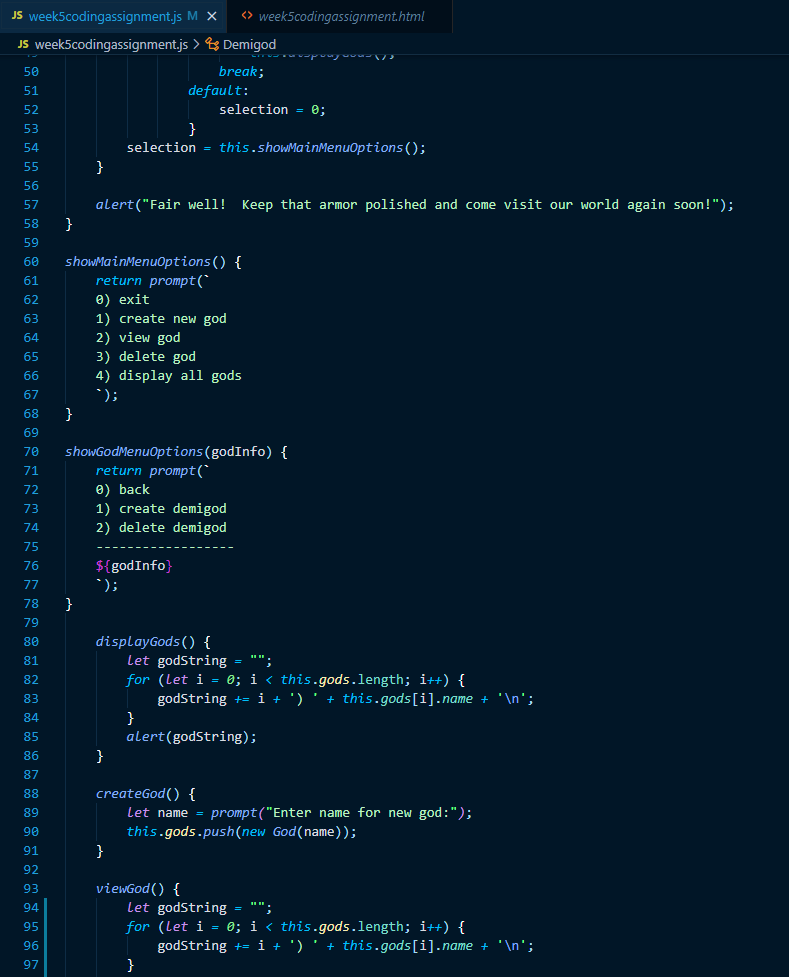 JS week5codingassignment.js M ×
<> week5codingassignment.html
JS week5codingassignment.js > Demigod
50 break;
51 default:
52 selection = 0;
53 }
54 selection = this.showMainMenuOptions();
55 }
56
57 alert("Fair well!  Keep that armor polished and come visit our world again soon!");
58 }
59
60 showMainMenuOptions() {
61 return prompt(`
62 0) exit
63 1) create new god
64 2) view god
65 3) delete god
66 4) display all gods
67 `);
68 }
69
70 showGodMenuOptions(godInfo) {
71 return prompt(`
72 0) back
73 1) create demigod
74 2) delete demigod
75 ------------------
76 ${godInfo}
77 `);
78 }
79
80 displayGods() {
81 let godString = "";
82 for (let i = 0; i < this.gods.length; i++) {
83 godString += i + ') ' + this.gods[i].name + '\n';
84 }
85 alert(godString);
86 }
87
88 createGod() {
89 let name = prompt("Enter name for new god:");
90 this.gods.push(new God(name));
91 }
92
93 viewGod() {
94 let godString = "";
95 for (let i = 0; i < this.gods.length; i++) {
96 godString += i + ') ' + this.gods[i].name + '\n';
97 }